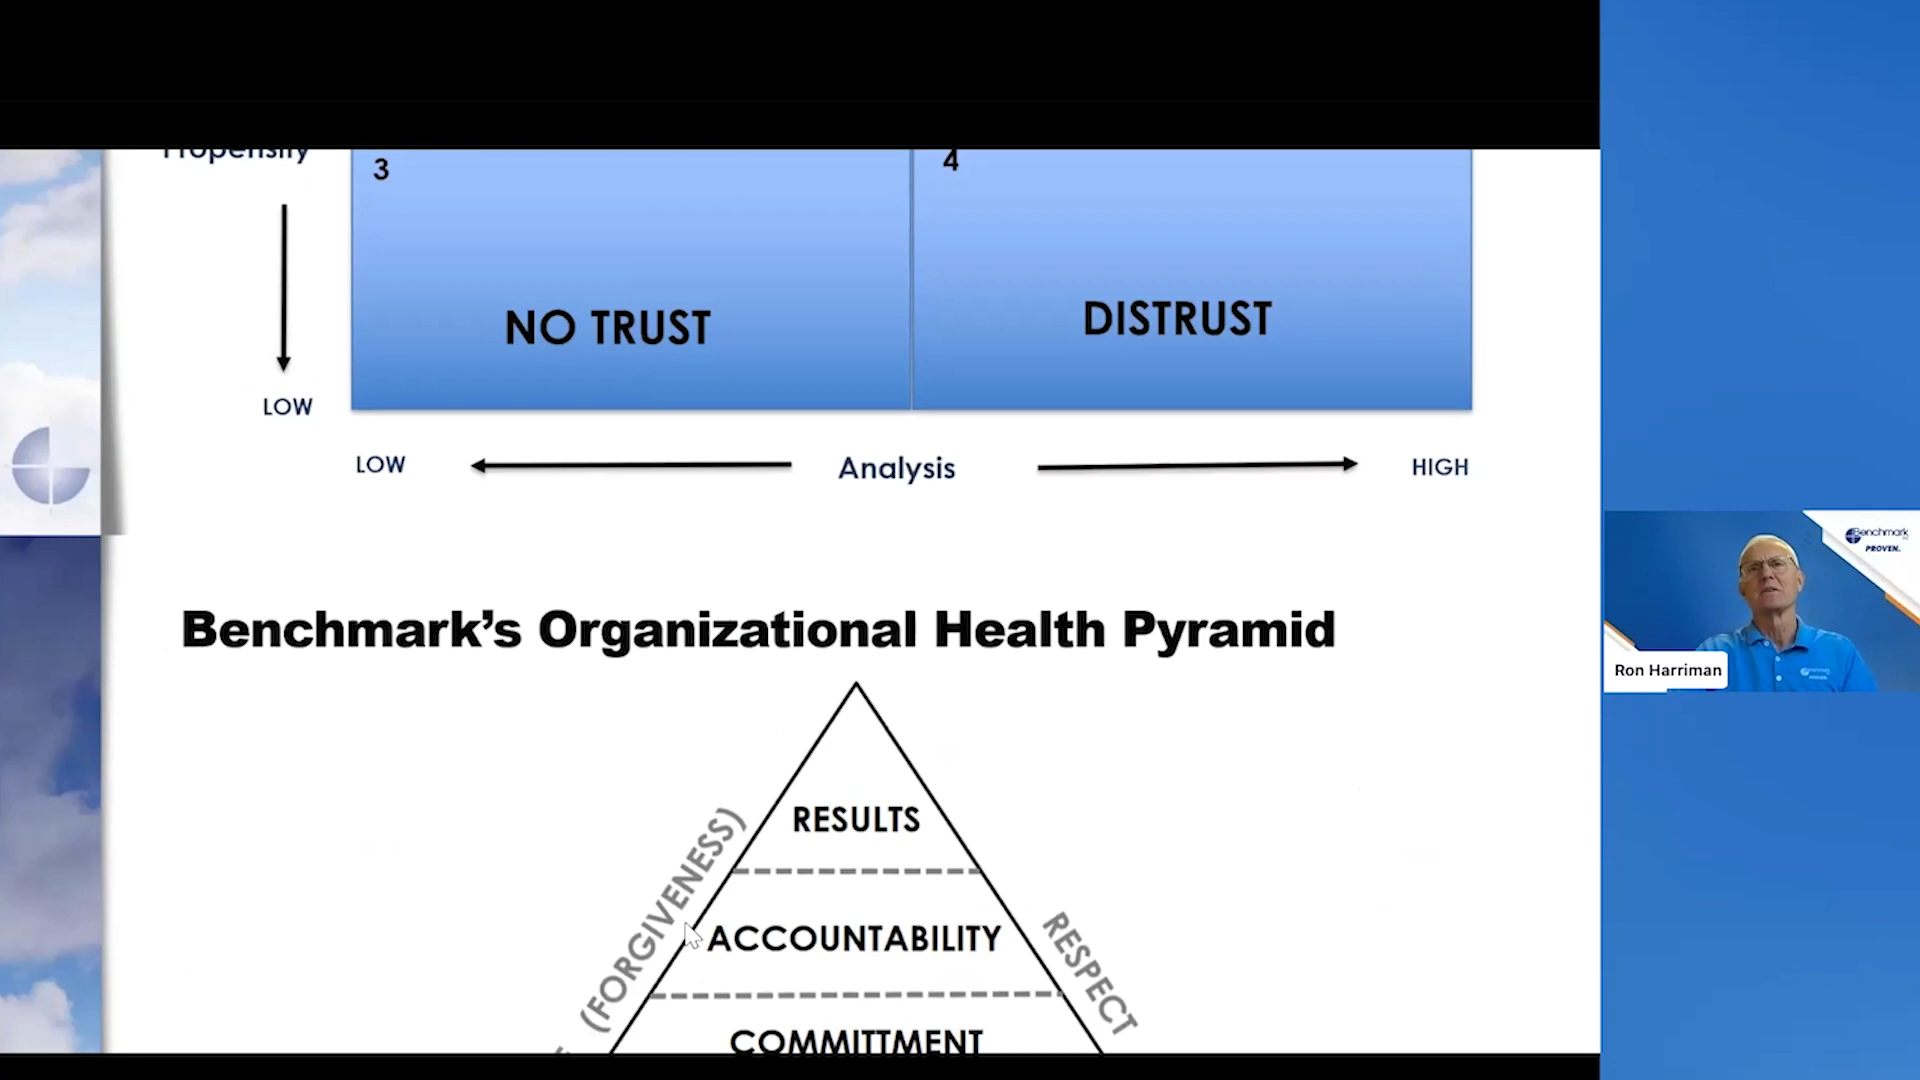 Propensity
3
4
NO TRUST
DISTRUST
LOW
LOW
Analysis
HIGH
Benchmark’s Organizational Health Pyramid
RESULTS
(FORGIVENESS)
ACCOUNTABILITY
RESPECT
COMMITTMENT
Benchmark
PROVEN.
Ron Harriman